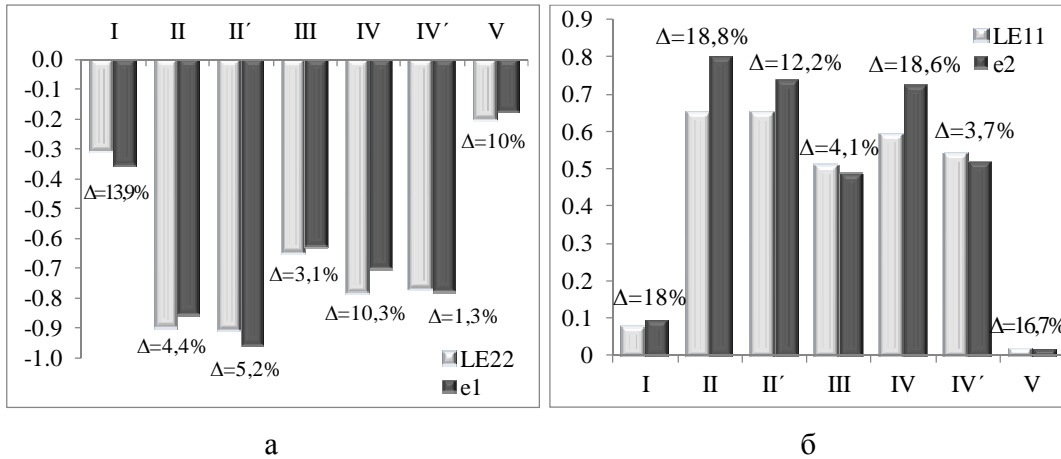 I II II´ III IV IV´ V
0.0
-0.1
-0.2
-0.3
-0.4
-0.5
-0.6
-0.7
-0.8
-0.9
-1.0
Δ=13,9%
Δ=4,4%
Δ=5,2%
Δ=3,1%
Δ=10,3%
Δ=1,3%
Δ=10%
LE22
e1
а
0.9
0.8
0.7
0.6
0.5
0.4
0.3
0.2
0.1
0
Δ=18%
Δ=18,8%
Δ=12,2%
Δ=4,1%
Δ=18,6%
Δ=3,7%
Δ=16,7%
LE11
e2
I II II´ III IV IV´ V
б